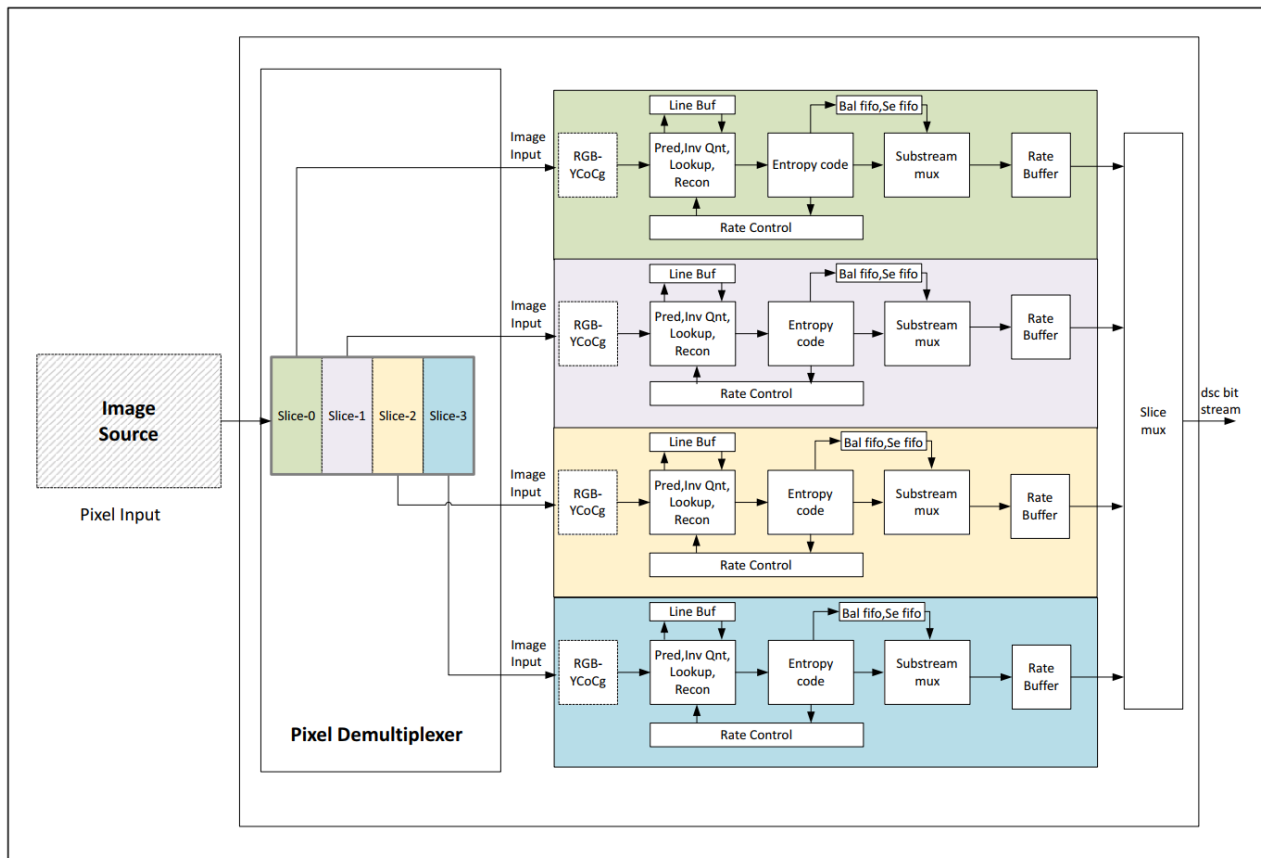 Image
Source
Pixel Input
Slice-0
Slice-1
Slice-2
Slice-3
Pixel Demultiplexer
Image
Input
RGB-
YCoCg
Line Buf
Pred,Inv Qnt,
Lookup,
Recon
Entropy code
Bal fifo,Se fifo
Substream
mux
Rate
Buffer
Rate Control
Image
Input
RGB-
YCoCg
Line Buf
Pred,Inv Qnt,
Lookup,
Recon
Entropy
code
Bal fifo,Se fifo
Substream
mux
Rate
Buffer
Rate Control
Image
Input
RGB-
YCoCg
Line Buf
Pred,Inv Qnt,
Lookup,
Recon
Entropy
code
Bal fifo,Se fifo
Substream
mux
Rate
Buffer
Rate Control
Image
Input
RGB-
YCoCg
Line Buf
Pred,Inv Qnt,
Lookup,
Recon
Entropy
code
Bal fifo,Se fifo
Substream
mux
Rate
Buffer
Rate Control
Slice
mux
dsc bit
stream